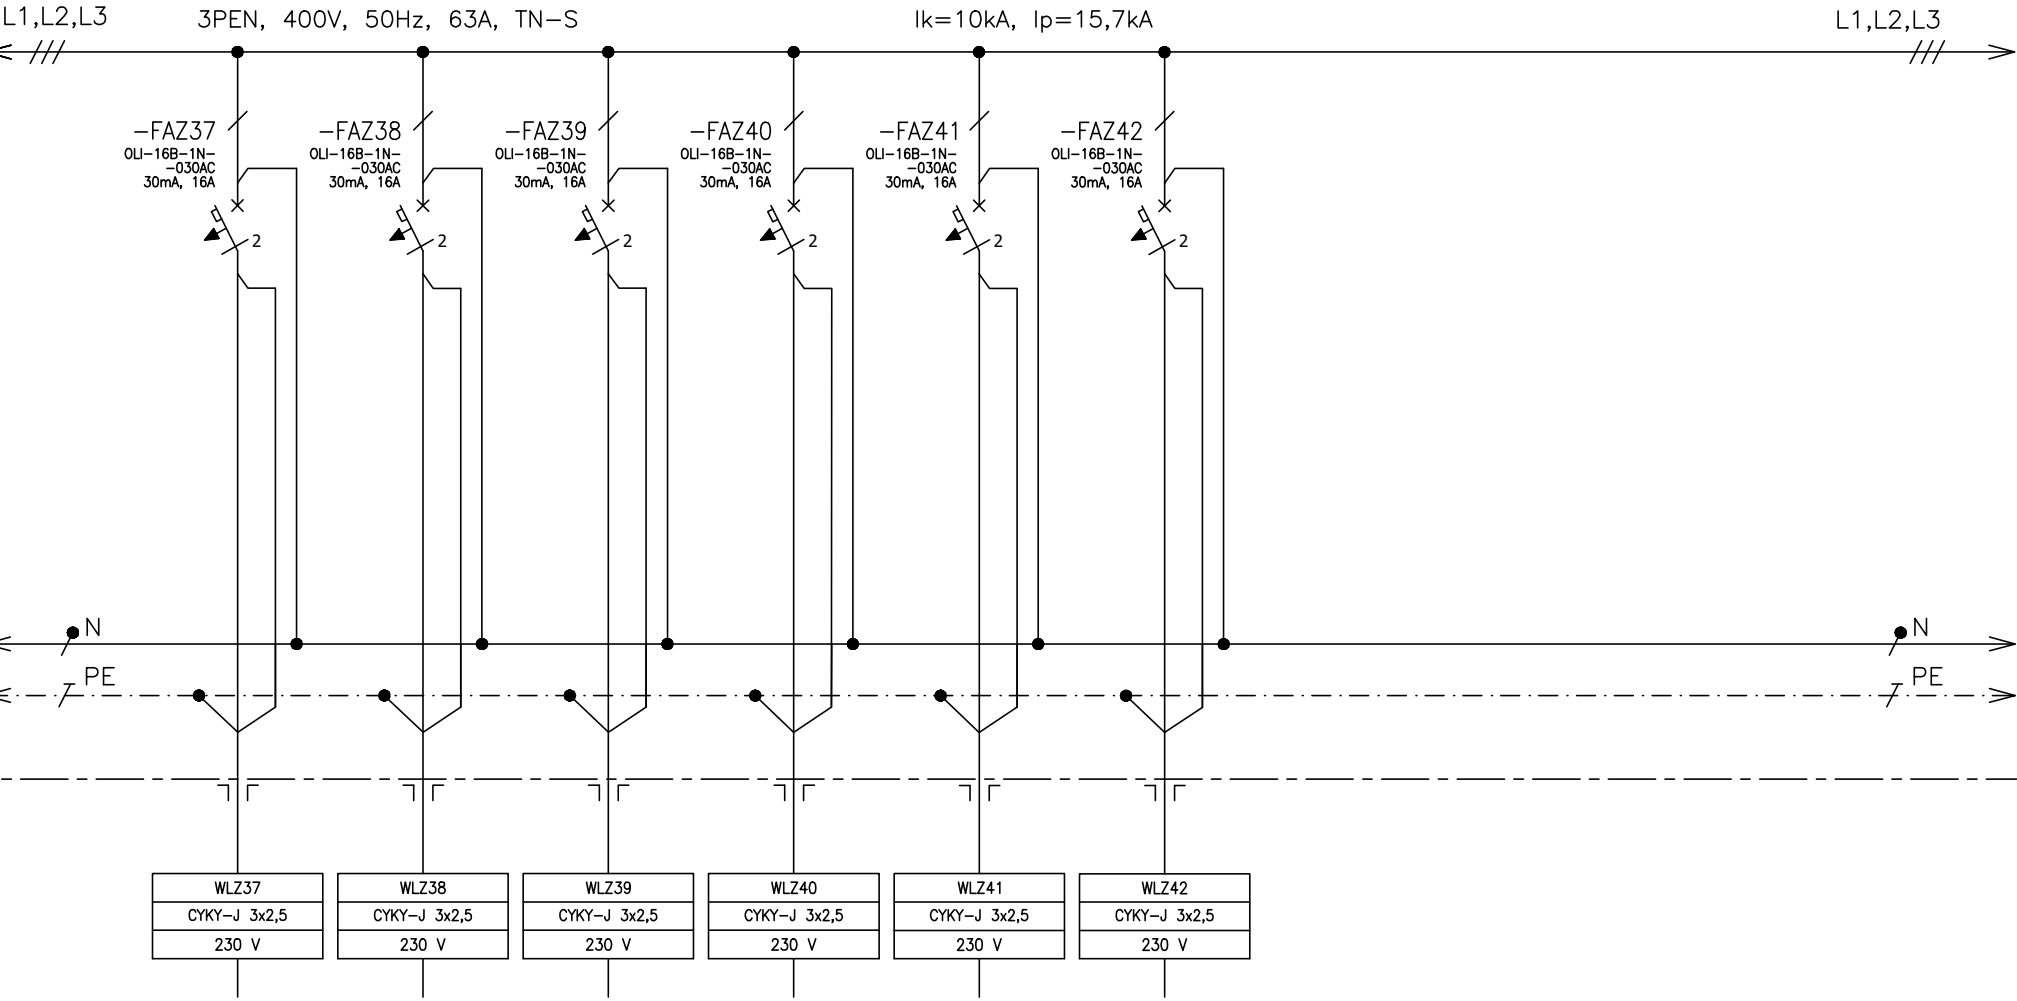 L1,L2,L3
3PEN, 400V, 50Hz, 63A, TN-S
Ik=10kA, Ip=15,7kA
L1,L2,L3
-FAZ37
OLI-16B-1N-
-030AC
30mA, 16A
2
-FAZ38
OLI-16B-1N-
-030AC
30mA, 16A
2
-FAZ39
OLI-16B-1N-
-030AC
30mA, 16A
2
-FAZ40
OLI-16B-1N-
-030AC
30mA, 16A
2
-FAZ41
OLI-16B-1N-
-030AC
30mA, 16A
2
-FAZ42
OLI-16B-1N-
-030AC
30mA, 16A
2
N
N
PE
PE
WLZ37
CYKY-J 3x2,5
230 V
WLZ38
CYKY-J 3x2,5
230 V
WLZ39
CYKY-J 3x2,5
230 V
WLZ40
CYKY-J 3x2,5
230 V
WLZ41
CYKY-J 3x2,5
230 V
WLZ42
CYKY-J 3x2,5
230 V